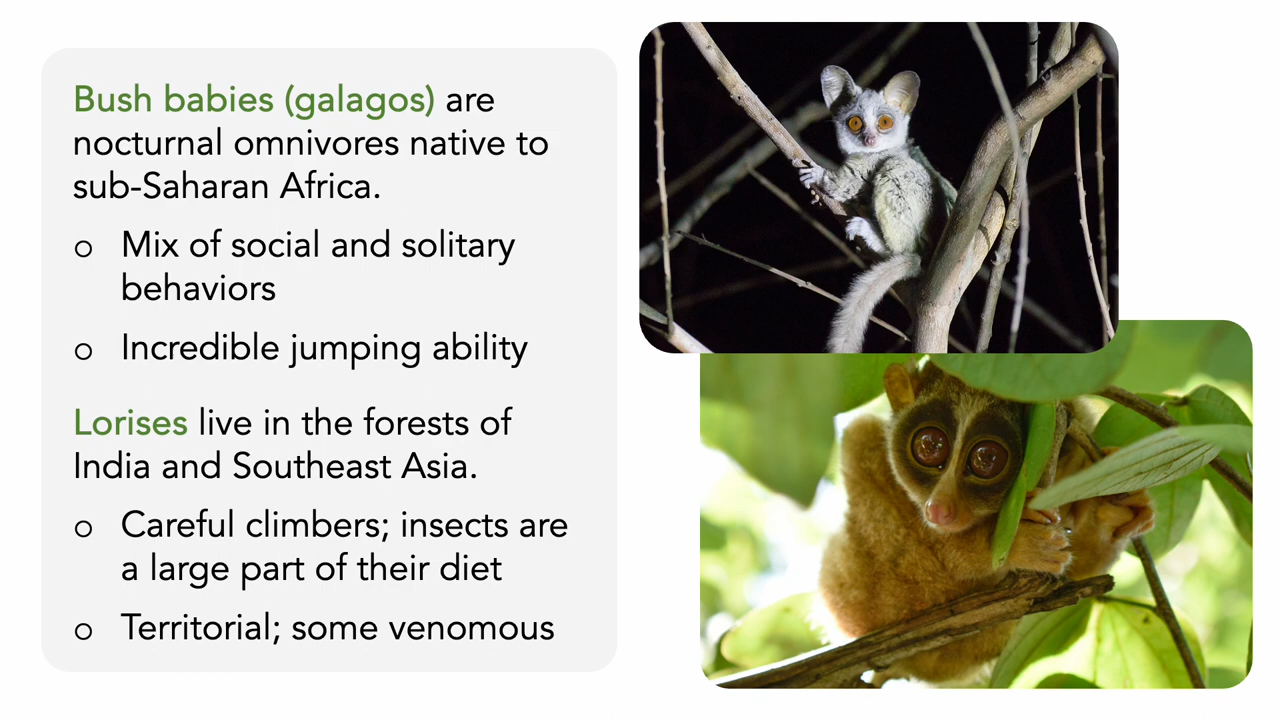 Bush babies (galagos) are
nocturnal omnivores native to
sub-Saharan Africa.
o Mix of social and solitary
behaviors
o Incredible jumping ability
Lorises live in the forests of
India and Southeast Asia.
o Careful climbers; insects are
a large part of their diet
o Territorial; some venomous